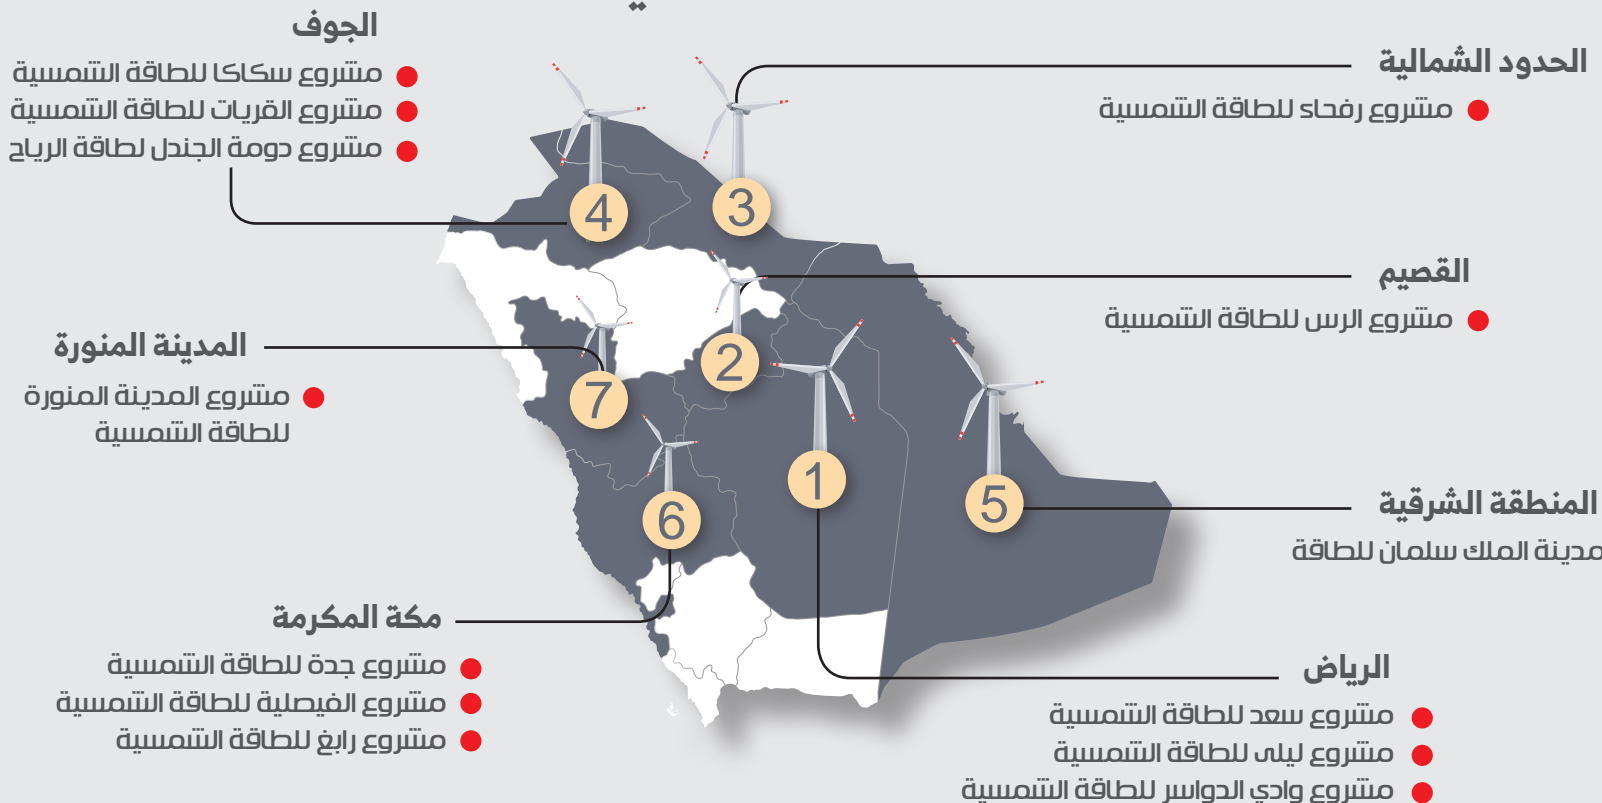 الجوف
مشروع سكاكا للطاقة الشمسية
مشروع القريات للطاقة الشمسية
مشروع دومة الجندل لطاقة الرياح
الحدود الشمالية
مشروع رفحاء للطاقة الشمسية
القصيم
مشروع الرس للطاقة الشمسية
المدينة المنورة
مشروع المدينة المنورة
للطاقة الشمسية
المنطقة الشرقية
مدينة الملك سلمان للطاقة
مكة المكرمة
مشروع جدة للطاقة الشمسية
مشروع الفيصلية للطاقة الشمسية
مشروع رابغ للطاقة الشمسية
الرياض
مشروع سعد للطاقة الشمسية
مشروع ليلى للطاقة الشمسية
مشروع وادي الدواسر للطاقة الشمسية
4
3
2
7
1
5
6